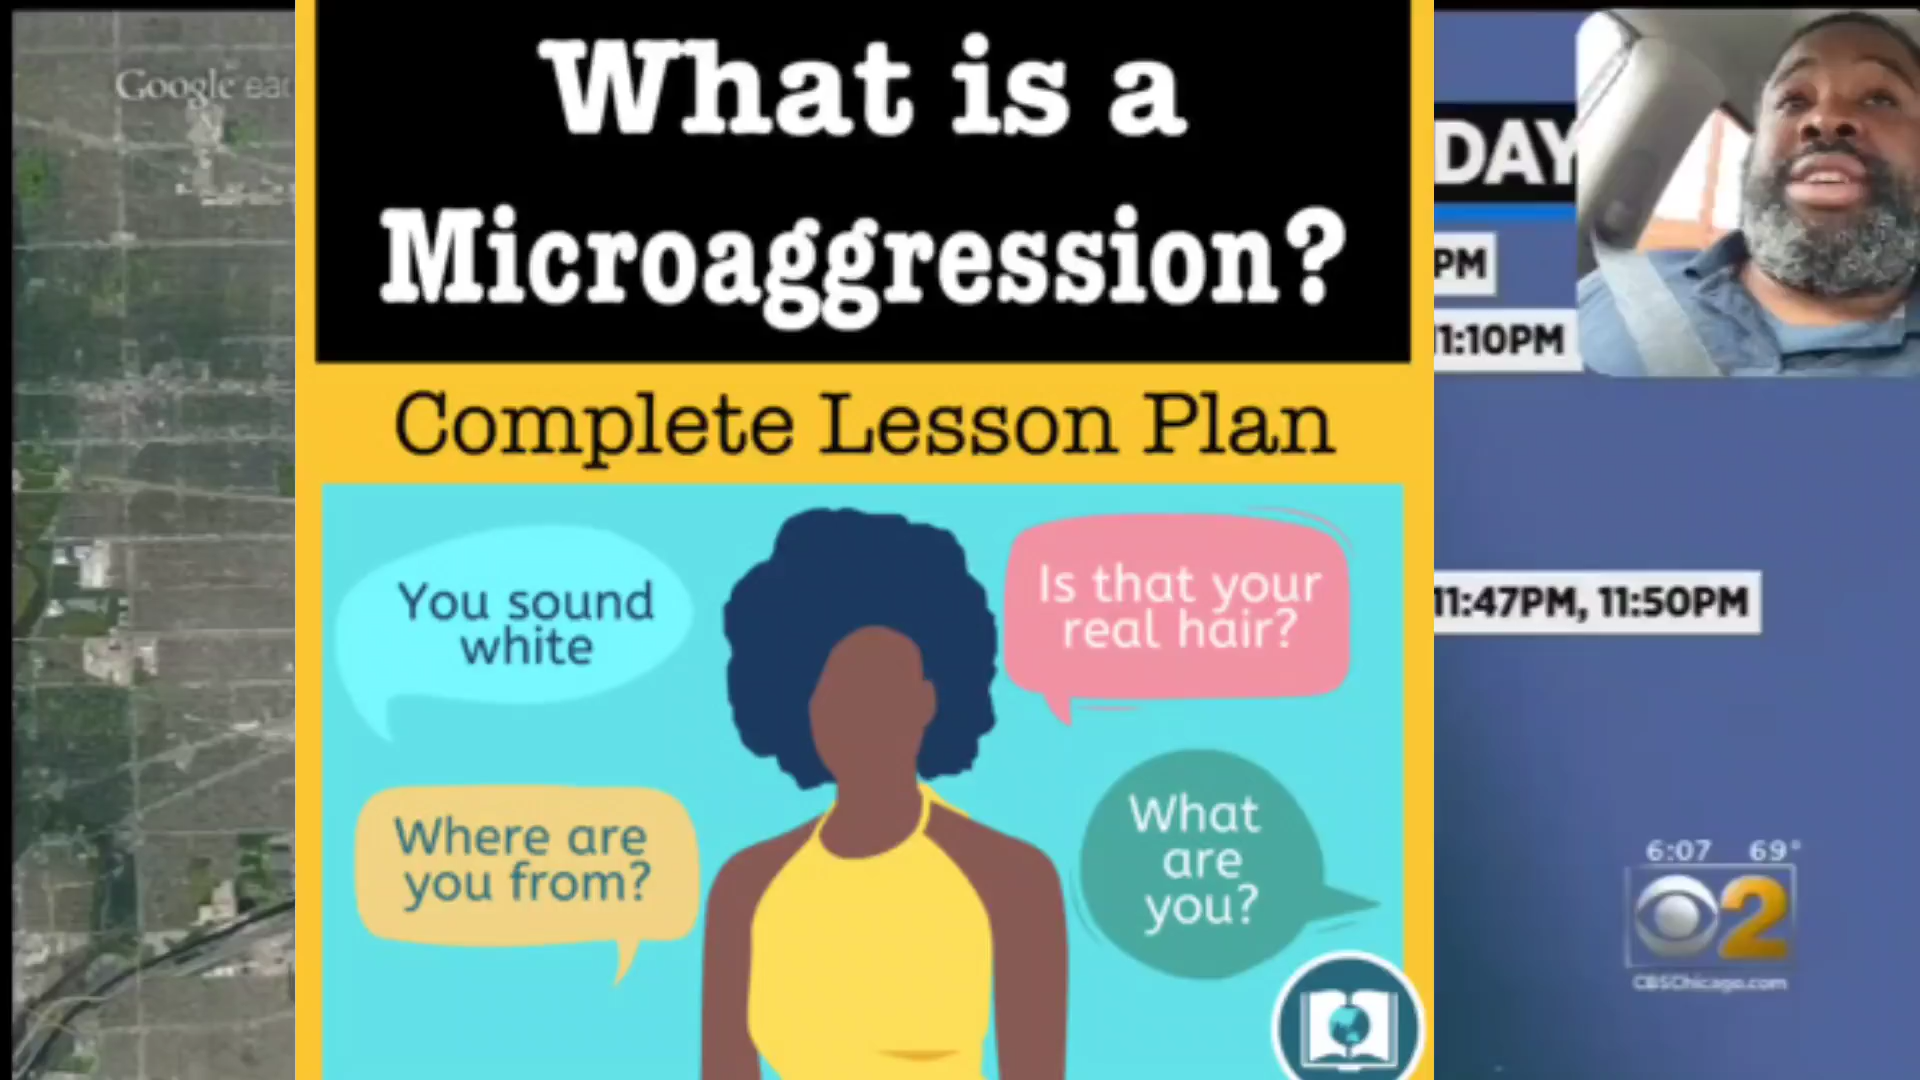 Google ea
What is a
Microaggression?
Complete Lesson Plan
You sound
white
Is that your
real hair?
Where are
you from?
What
are
you?
DAY
PM
11:10PM
11:47PM, 11:50PM
6:07 69°
2
CBSChicago.com